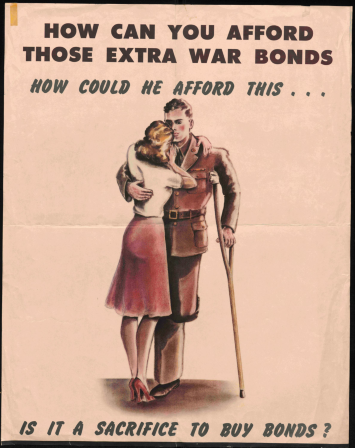 HOW CAN YOU AFFORD
THOSE EXTRA WAR BONDS
HOW COULD HE AFFORD THIS . . .
IS IT A SACRIFICE TO BUY BONDS ?